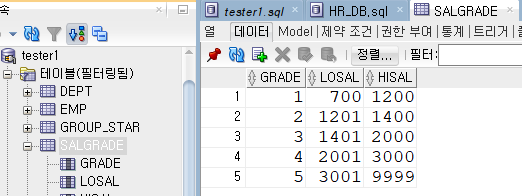 속
tester1.sql
HR_DB.sql
SALGRADE
열 데이터 Model 제약 조건 권한 부여 통계 트리거
정렬... 필터:
tester1
테이블(필터링됨)
DEPT
EMP
GROUP_STAR
SALGRADE
GRADE
LOSAL
GRADE LOSAL HISAL
1 1 700 1200
2 2 1201 1400
3 3 1401 2000
4 4 2001 3000
5 5 3001 9999